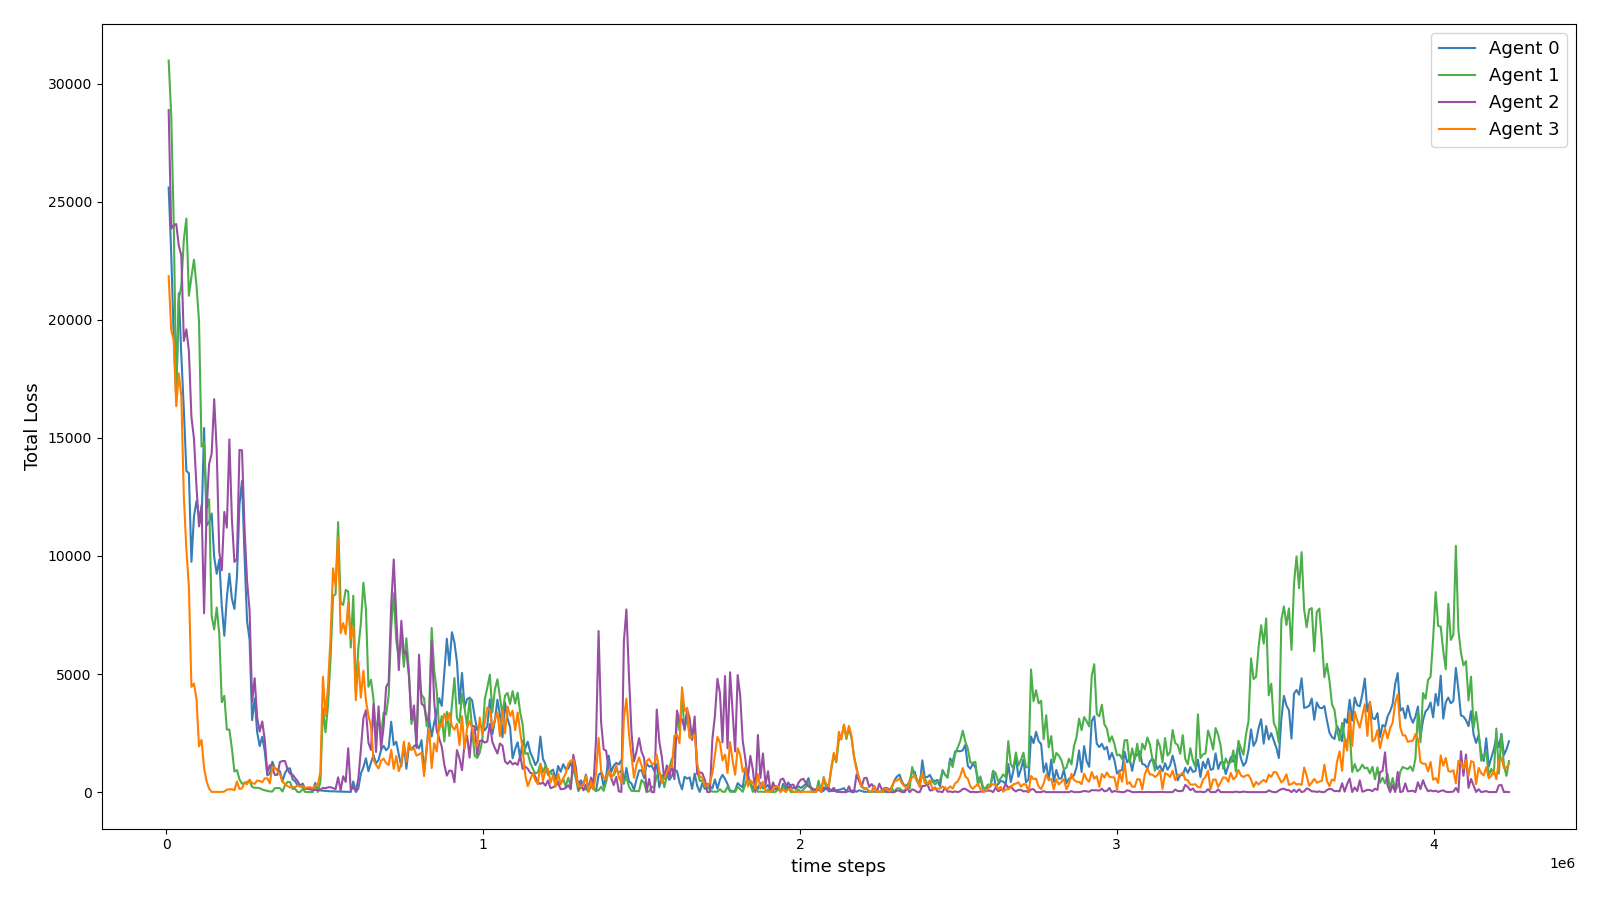 Agent 0
Agent 1
Agent 2
Agent 3
30000
25000
20000
15000
10000
5000
0
Total Loss
0 1 2 3 4
1e6
time steps